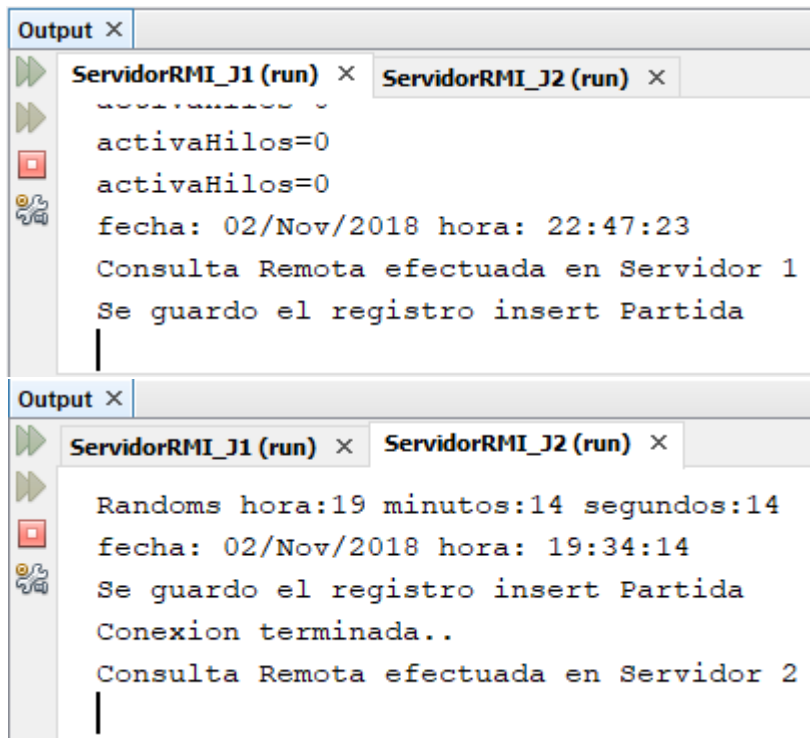 Output ×
ServidorRMI_J1 (run) × ServidorRMI_J2 (run) ×
activaHilos=0
activaHilos=0
activaHilos=0
fecha: 02/Nov/2018 hora: 22:47:23
Consulta Remota efectuada en Servidor 1
Se guardo el registro insert Partida
Output ×
ServidorRMI_J1 (run) × ServidorRMI_J2 (run) ×
Randoms hora:19 minutos:14 segundos:14
fecha: 02/Nov/2018 hora: 19:34:14
Se guardo el registro insert Partida
Conexion terminada..
Consulta Remota efectuada en Servidor 2